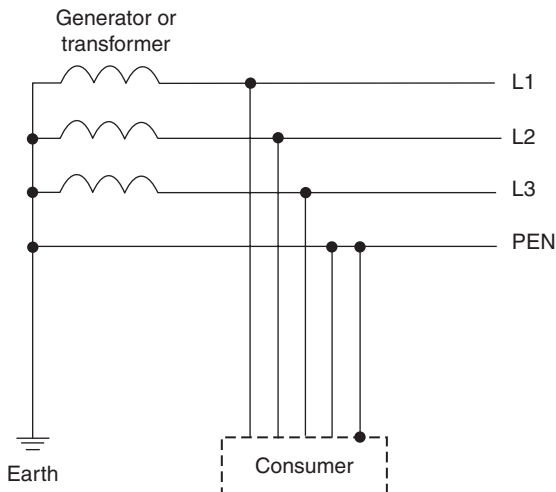 Generator or
transformer
L1
L2
L3
PEN
Earth
Consumer